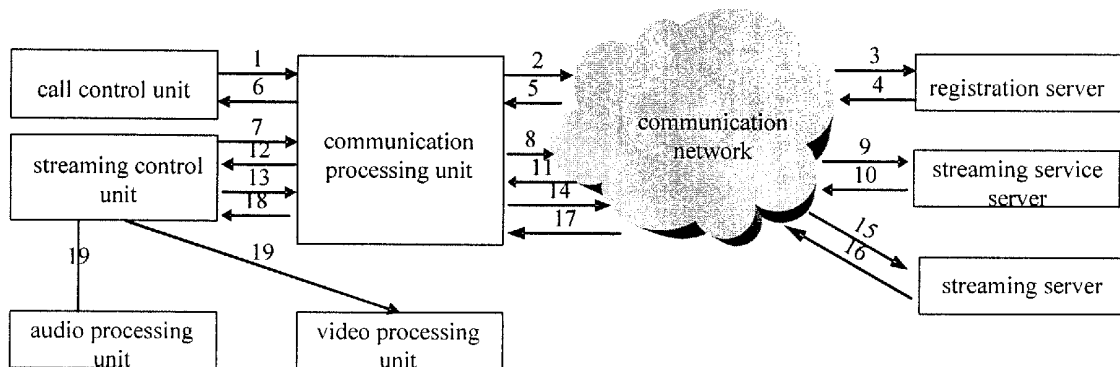 1
2
3
call control unit
6
5
4
registration server
7
communication
processing unit
communication
network
streaming control
unit
12
8
9
13
11
10
streaming service
server
18
14
17
15
16
19
19
streaming server
audio processing
unit
video processing
unit